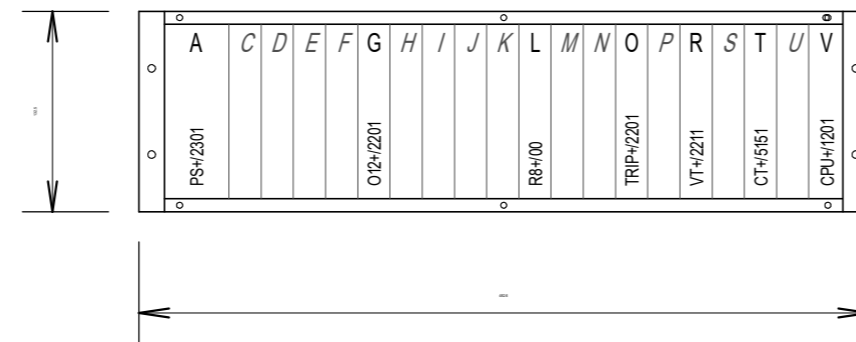 A C D E F G H I J K L M N O P R S T U V
PS+/2301
O12+/2201
R8+/00
TRIP+/2201
VT+/2211
CT+/5151
CPU+/1201